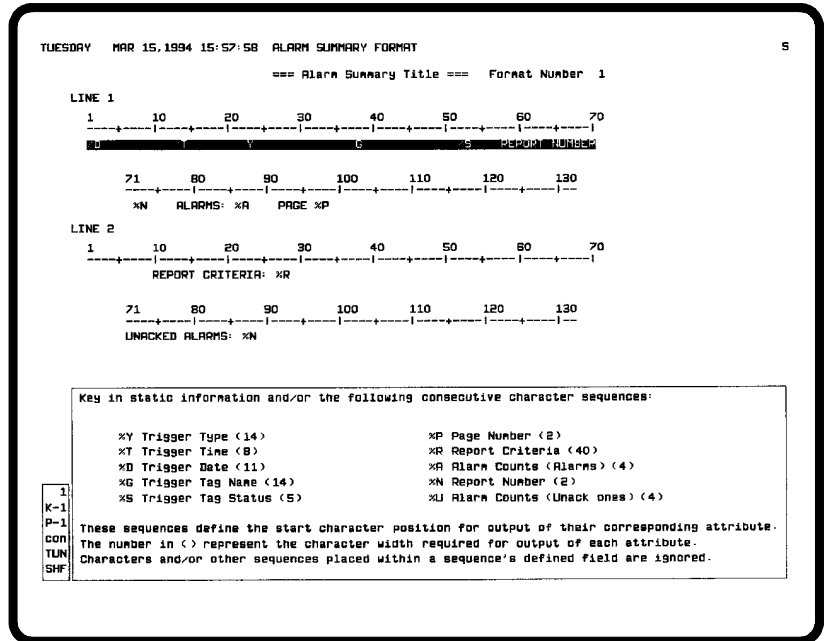 TUESDAY MAR 15,1994 15:57:58 ALARM SUMMARY FORMAT S
=== Alarm Summary Title === Format Number 1
LINE 1
1 10 20 30 40 50 60 70
----+----|----+----|----+----|----+----|----+----|----+----|----+----|
%D T Y G %S REPORT NUMBER
71 80 90 100 110 120 130
----+----|----+----|----+----|----+----|----+----|----+----|--
%N ALARMS: %A PAGE %P
LINE 2
1 10 20 30 40 50 60 70
----+----|----+----|----+----|----+----|----+----|----+----|----+----|
REPORT CRITERIA: %R
71 80 90 100 110 120 130
----+----|----+----|----+----|----+----|----+----|----+----|--
UNACKED ALARMS: %N
Key in static information and/or the following consecutive character sequences:
%Y Trigger Type (14) %P Page Number (2)
%T Trigger Time (8) %R Report Criteria (40)
%D Trigger Date (11) %A Alarm Counts (Alarms) (4)
%G Trigger Tag Name (14) %N Report Number (2)
%S Trigger Tag Status (5) %U Alarm Counts (Unack ones) (4)
These sequences define the start character position for output of their corresponding attribute.
The number in () represent the character width required for output of each attribute.
Characters and/or other sequences placed within a sequence's defined field are ignored.
1
K-1
P-1
con
TUN
SHF